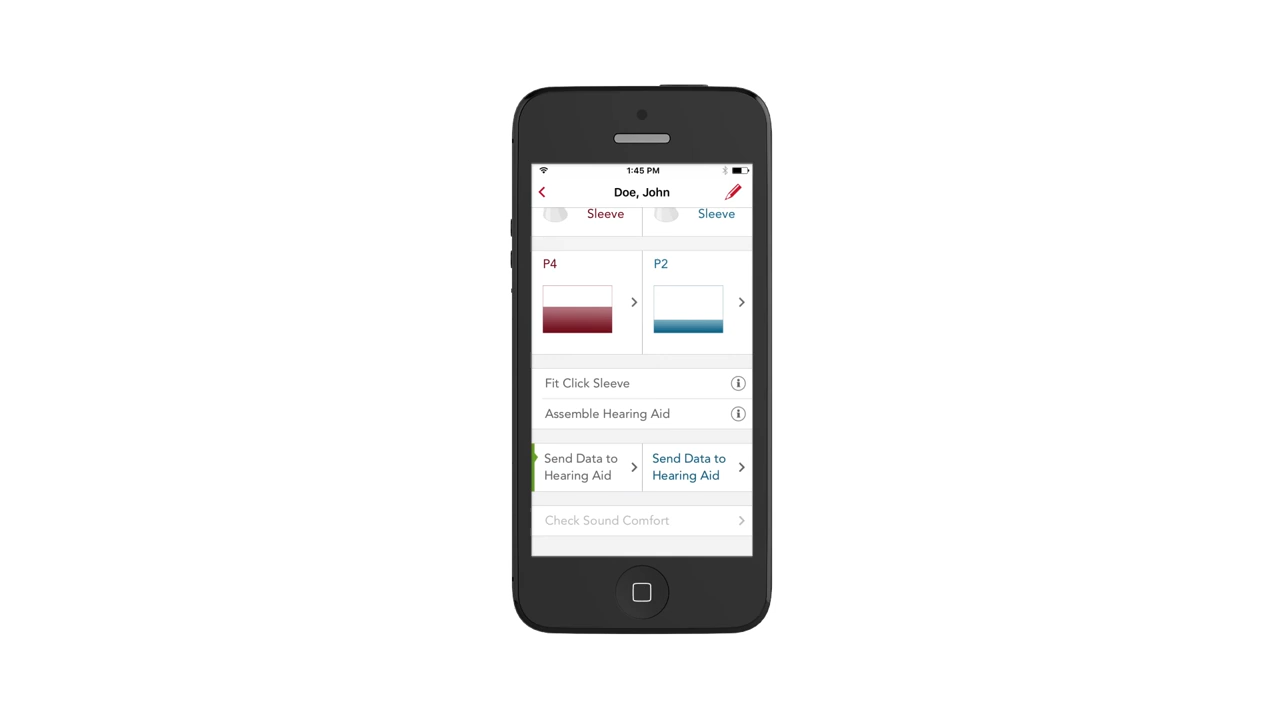 1:45 PM
Doe, John
Sleeve Sleeve
P4 P2
Fit Click Sleeve
Assemble Hearing Aid
Send Data to Send Data to
Hearing Aid Hearing Aid
Check Sound Comfort